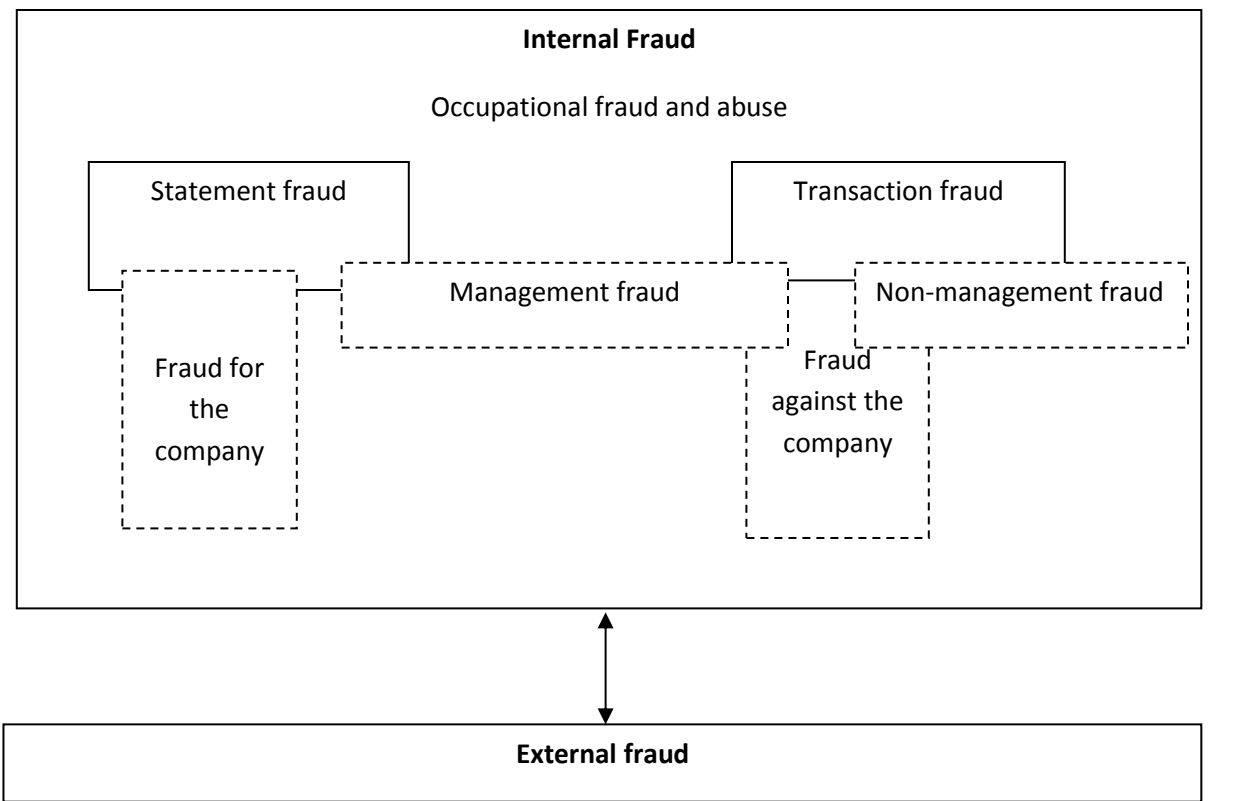 Internal Fraud
Occupational fraud and abuse
Statement fraud
Transaction fraud
Management fraud
Non-management fraud
Fraud for
the
company
Fraud
against the
company
External fraud